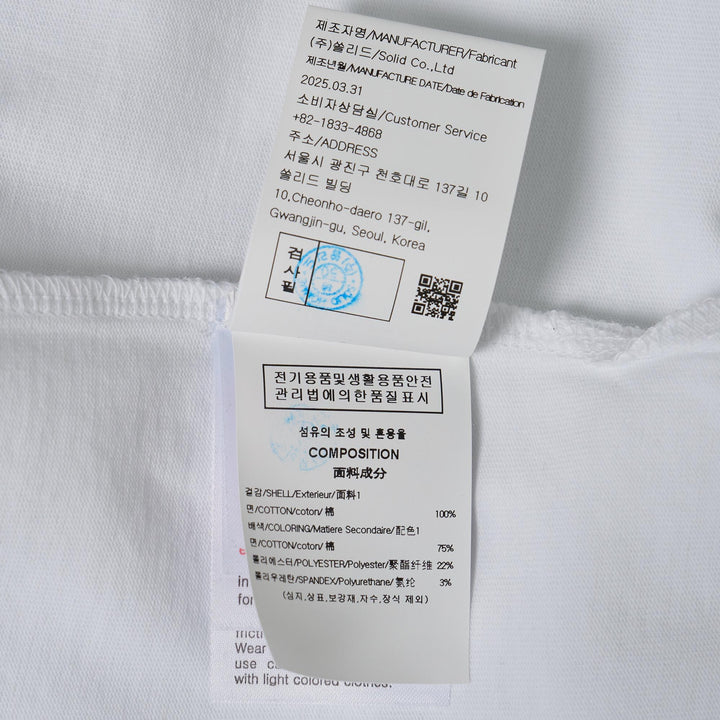 제조자명/MANUFACTURER/Fabricant
(주)쏠리드/Solid Co.,Ltd
제조년월/MANUFACTURE DATE/Date de Fabrication
2025.03.31
소비자상담실/Customer Service
+82-1833-4868
주소/ADDRESS
서울시 광진구 천호대로 137길 10
쏠리드 빌딩
10,Cheonho-daero 137-gil,
Gwangjin-gu, Seoul, Korea
검사필
전기용품및생활용품안전
관리법에의한품질표시
섬유의 조성 및 혼용율
COMPOSITION
面料成分
겉감/SHELL/Exterieur/面料1
면/COTTON/coton/棉 100%
배색/COLORING/Matiere Secondaire/配色1
면/COTTON/coton/棉 75%
폴리에스터/POLYESTER/Polyester/聚酯纤维 22%
폴리우레탄/SPANDEX/Polyurethane/氨纶 3%
(심지,상표,보강재,자수,장식 제외)
in
for
Wear
use
with light colored clothes.